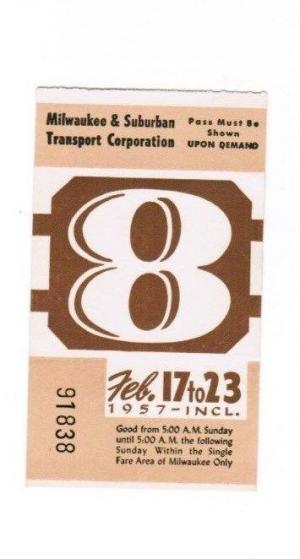 Milwaukee & Suburban
Transport Corporation
Pass Must Be
Shown
UPON DEMAND
8
Feb. 17 to 23
1957-INCL.
91838
Good from 5:00 A.M. Sunday
until 5:00 A.M. the following
Sunday Within the Single
Fare Area of Milwaukee Only